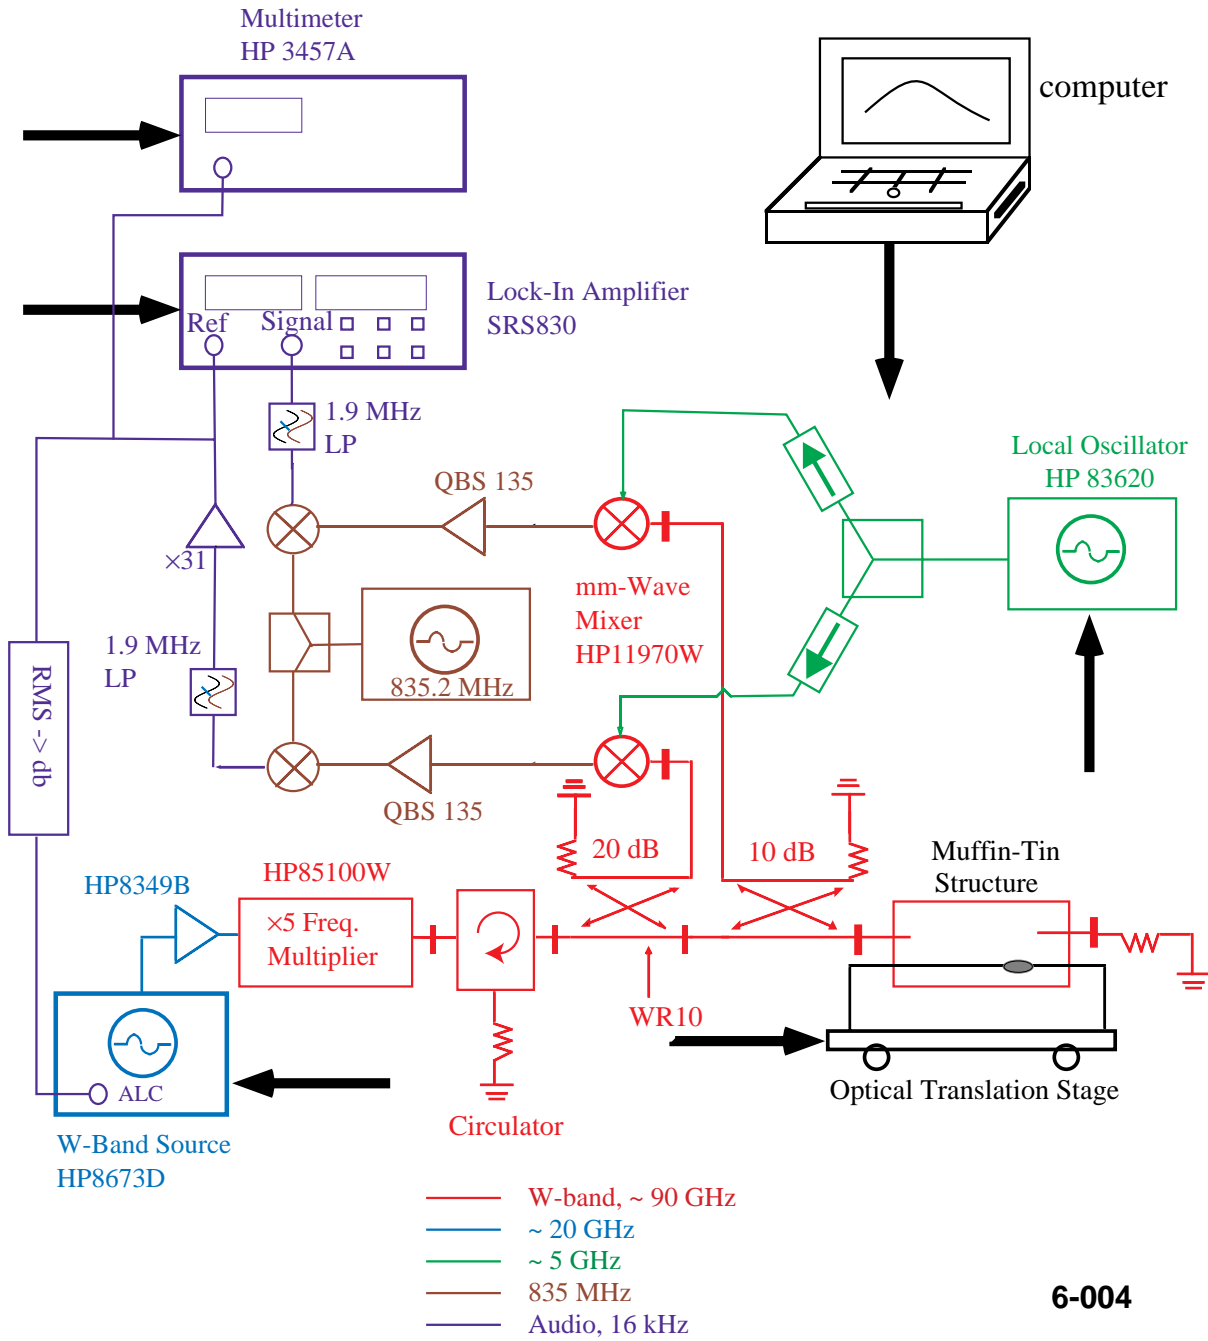 Multimeter
HP 3457A
computer
Lock-In Amplifier
SRS830
Ref
Signal
1.9 MHz
LP
QBS 135
Local Oscillator
HP 83620
×31
mm-Wave
Mixer
HP11970W
1.9 MHz
LP
835.2 MHz
RMS -> db
QBS 135
20 dB
10 dB
Muffin-Tin
Structure
HP8349B
HP85100W
×5 Freq.
Multiplier
WR10
ALC
Optical Translation Stage
Circulator
W-Band Source
HP8673D
W-band, ~ 90 GHz
~ 20 GHz
~ 5 GHz
835 MHz
Audio, 16 kHz
6-004